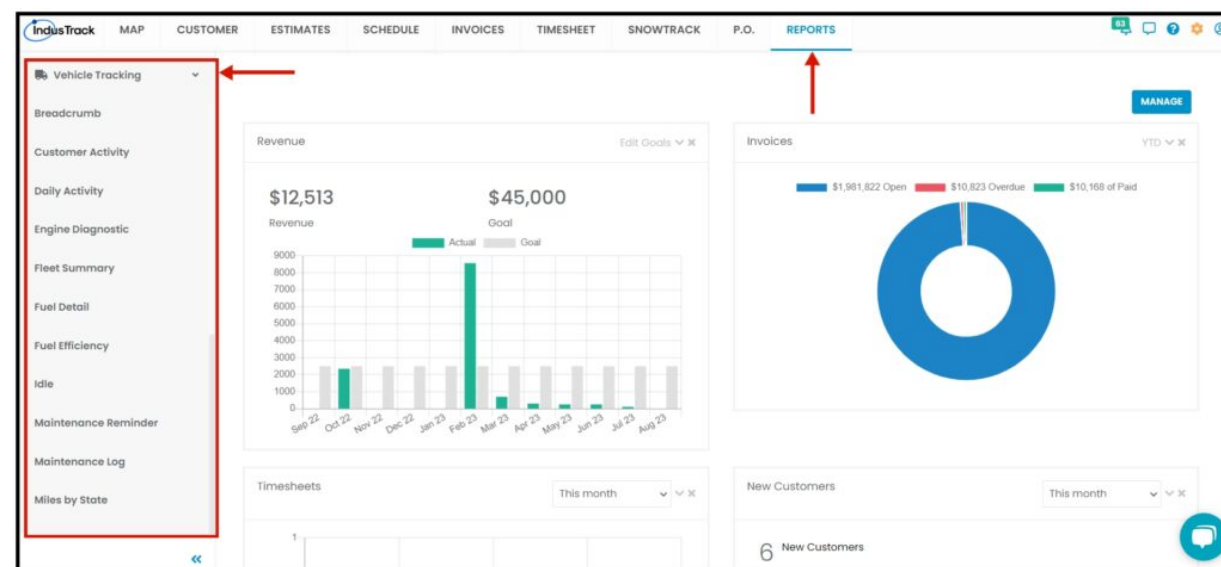 IndusTrack MAP CUSTOMER ESTIMATES SCHEDULE INVOICES TIMESHEET SNOWTRACK P.O. REPORTS 63
Vehicle Tracking
Breadcrumb
Customer Activity
Daily Activity
Engine Diagnostic
Fleet Summary
Fuel Detail
Fuel Efficiency
Idle
Maintenance Reminder
Maintenance Log
Miles by State
MANAGE
Revenue Edit Goals
$12,513 $45,000
Revenue Goal
Actual Goal
9000
8000
7000
6000
5000
4000
3000
2000
1000
0
Sep 22 Oct 22 Nov 22 Dec 22 Jan 23 Feb 23 Mar 23 Apr 23 May 23 Jun 23 Jul 23 Aug 23
Invoices YTD
$1,981,822 Open $10,823 Overdue $10,168 of Paid
Timesheets This month
1
New Customers This month
6 New Customers